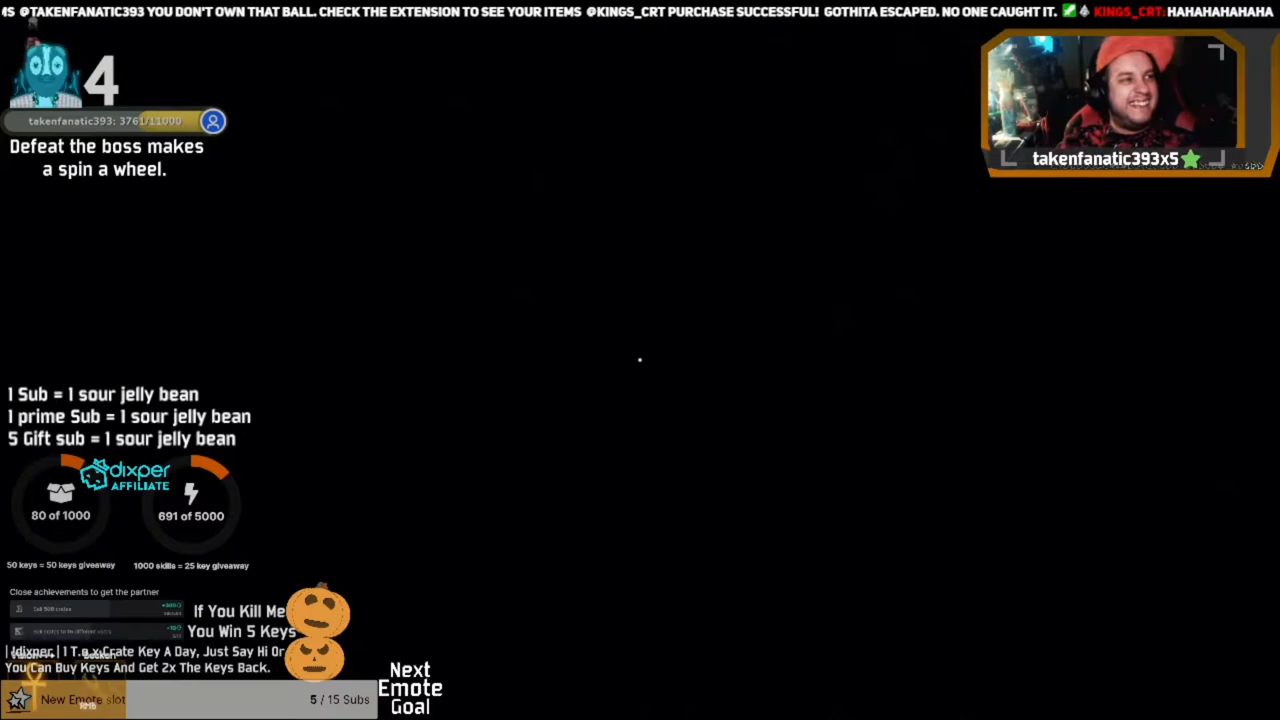 @TAKENFANATIC393 YOU DON'T OWN THAT BALL. CHECK THE EXTENSION TO SEE YOUR ITEMS @KINGS_CRT PURCHASE SUCCESSFUL! GOTHITA ESCAPED. NO ONE CAUGHT IT. KINGS_CRT: HAHAHAHAHAHA
4
takenfanatic393: 3761/11000
Defeat the boss makes
a spin a wheel.
takenfanatic393x5
1 Sub = 1 sour jelly bean
1 prime Sub = 1 sour jelly bean
5 Gift sub = 1 sour jelly bean
dixper
AFFILIATE
80 of 1000
691 of 5000
50 keys = 50 keys giveaway
1000 skills = 25 key giveaway
Close achievements to get the partner
If You Kill Me
You Win 5 Keys
1 T.e.x Crate Key A Day, Just Say Hi Or
You Can Buy Keys And Get 2x The Keys Back.
New Emote slot
5 / 15 Subs
Next
Emote
Goal